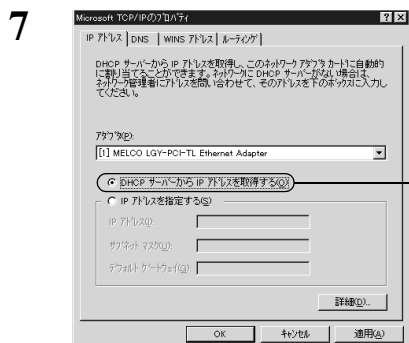 7
Microsoft TCP/IPのプロパティ
IP アドレス DNS WINS アドレス ルーティング
DHCP サーバーから IP アドレスを取得し、このネットワーク アダプタ カードに自動的
に割り当てることができます。ネットワークに DHCP サーバーがない場合は、
ネットワーク管理者にアドレスを問い合わせて、そのアドレスを下のボックスに入力し
てください。
アダプタ(P):
[1] MELCO LGY-PCI-TL Ethernet Adapter
DHCP サーバーから IP アドレスを取得する(O)
IP アドレスを指定する(S)
IP アドレス(I):
サブネット マスク(U):
デフォルト ゲートウェイ(G):
詳細(D)...
OK キャンセル 適用(A)